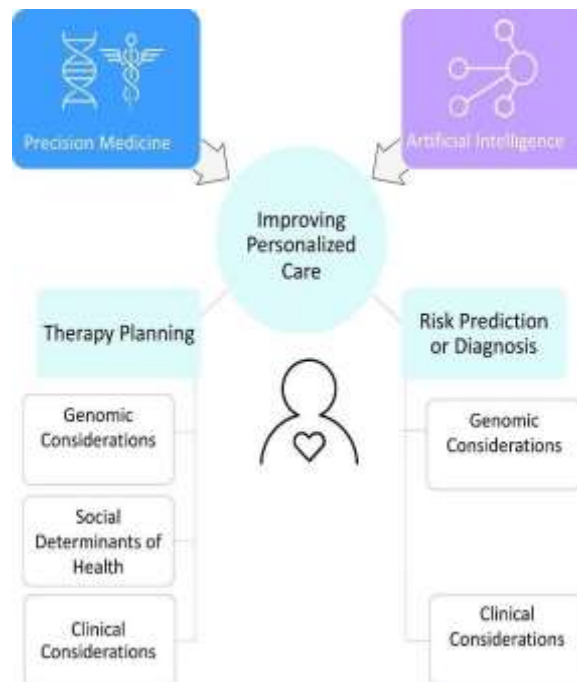 Precision Medicine
Artificial Intelligence
Improving
Personalized
Care
Therapy Planning
Risk Prediction
or Diagnosis
Genomic
Considerations
Genomic
Considerations
Social
Determinants of
Health
Clinical
Considerations
Clinical
Considerations